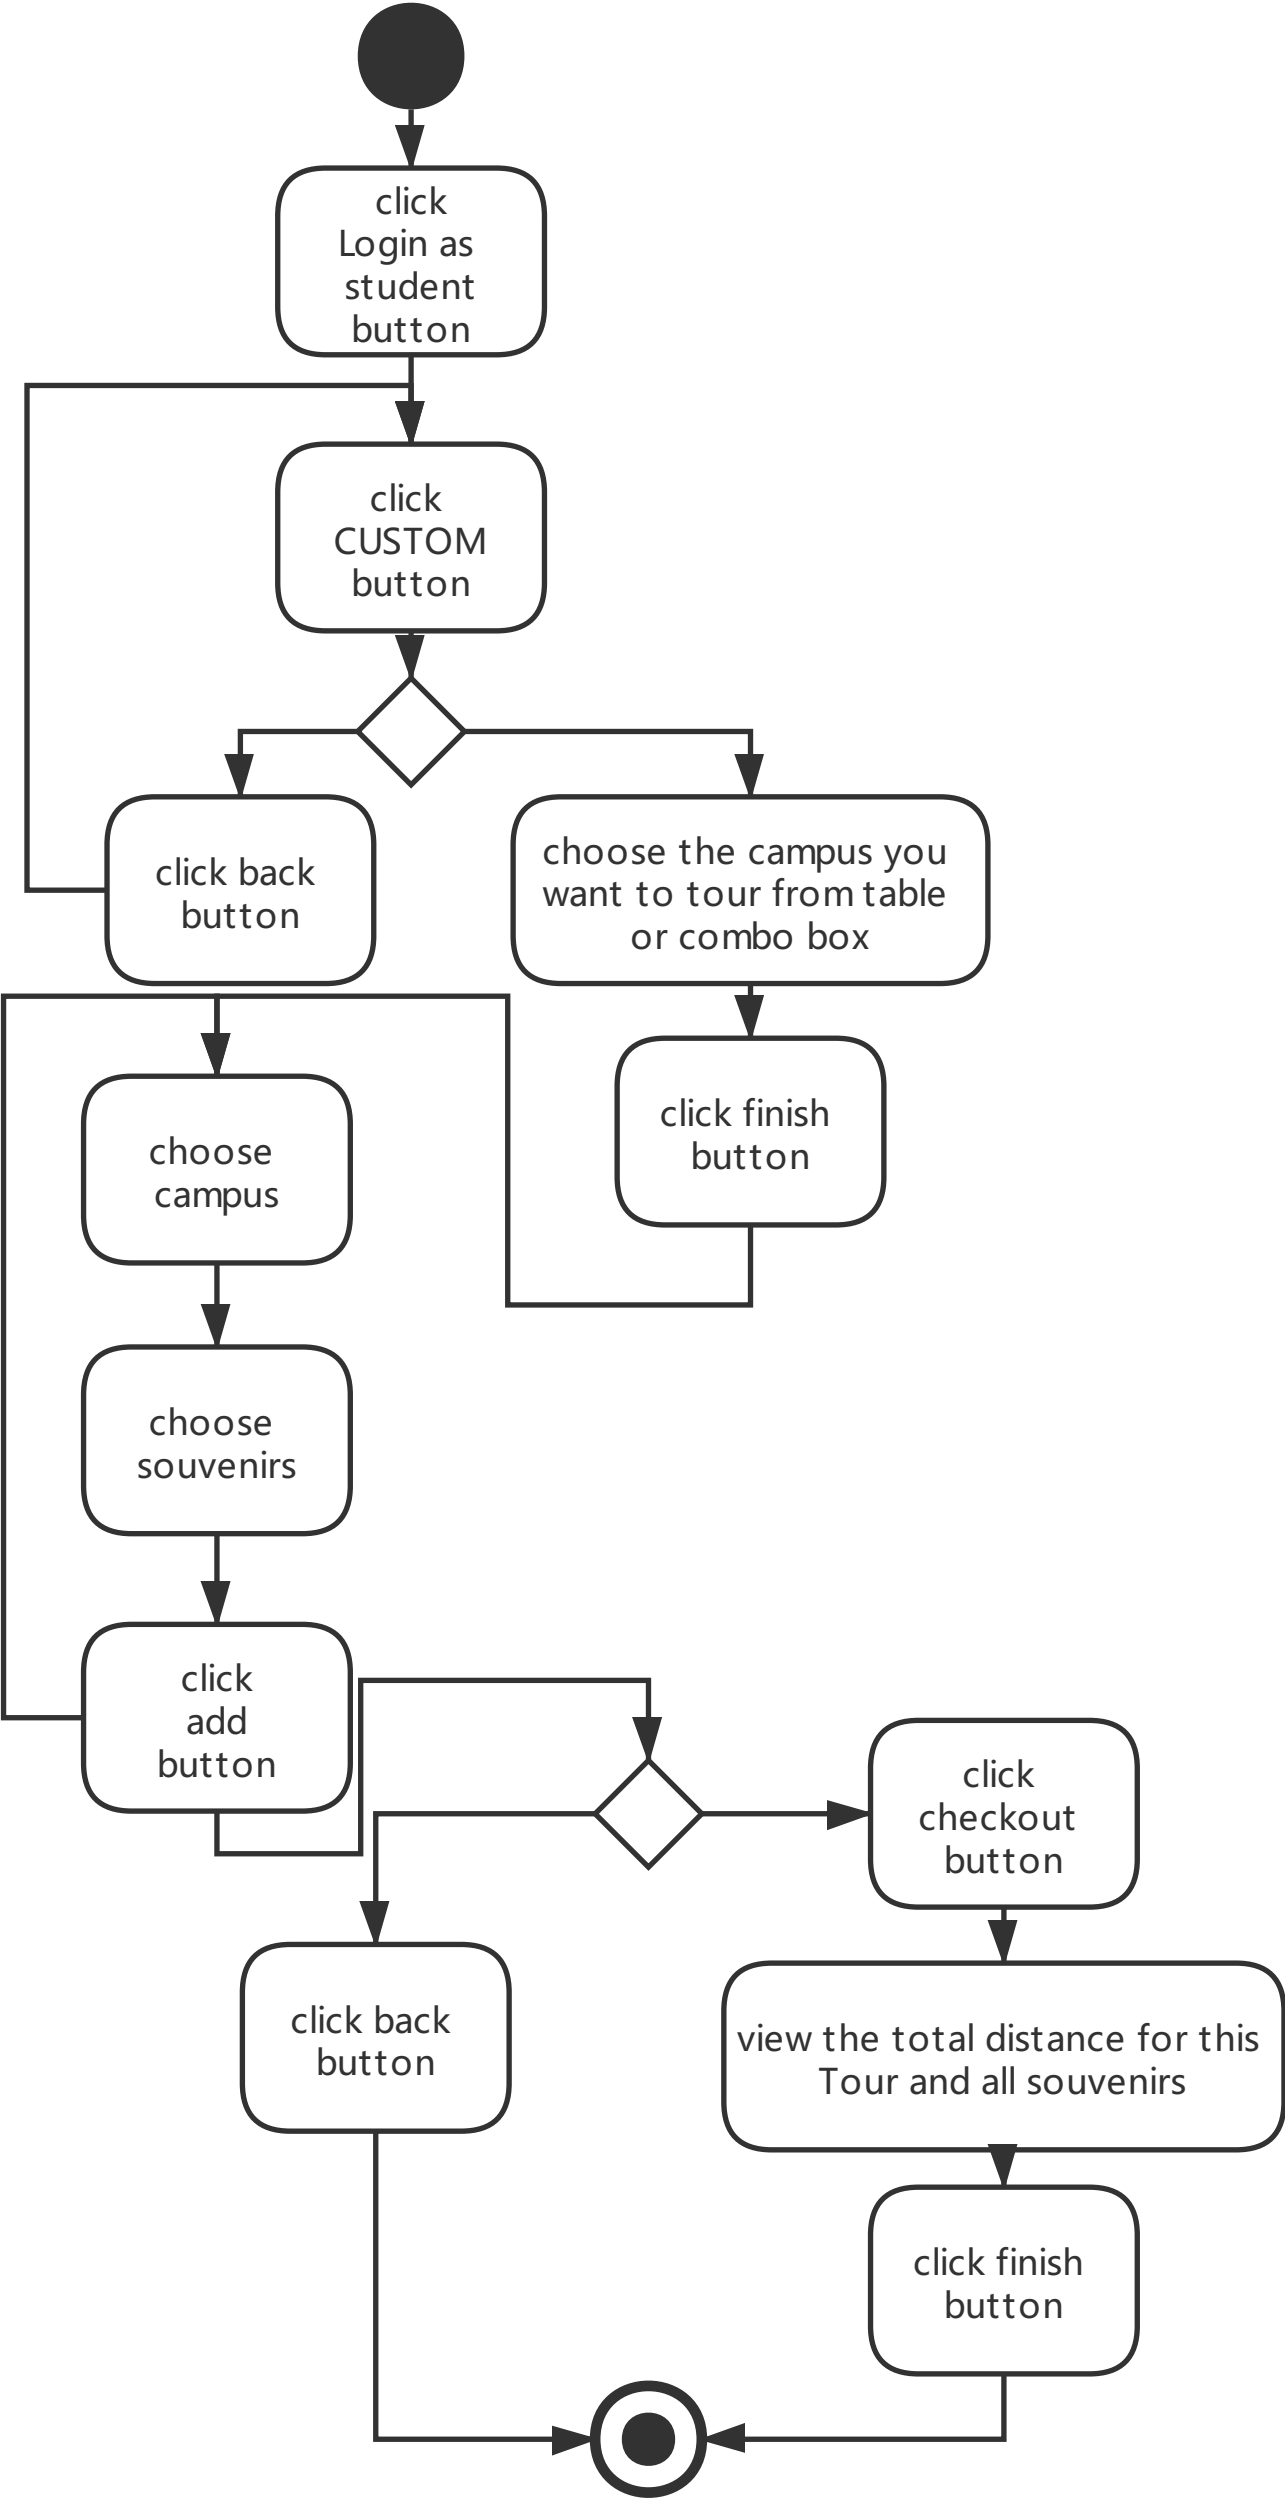 click
Login as
student
button
click
CUSTOM
button
click back
button
choose the campus you
want to tour from table
or combo box
click finish
button
choose
campus
choose
souvenirs
click
add
button
click
checkout
button
click back
button
view the total distance for this
Tour and all souvenirs
click finish
button